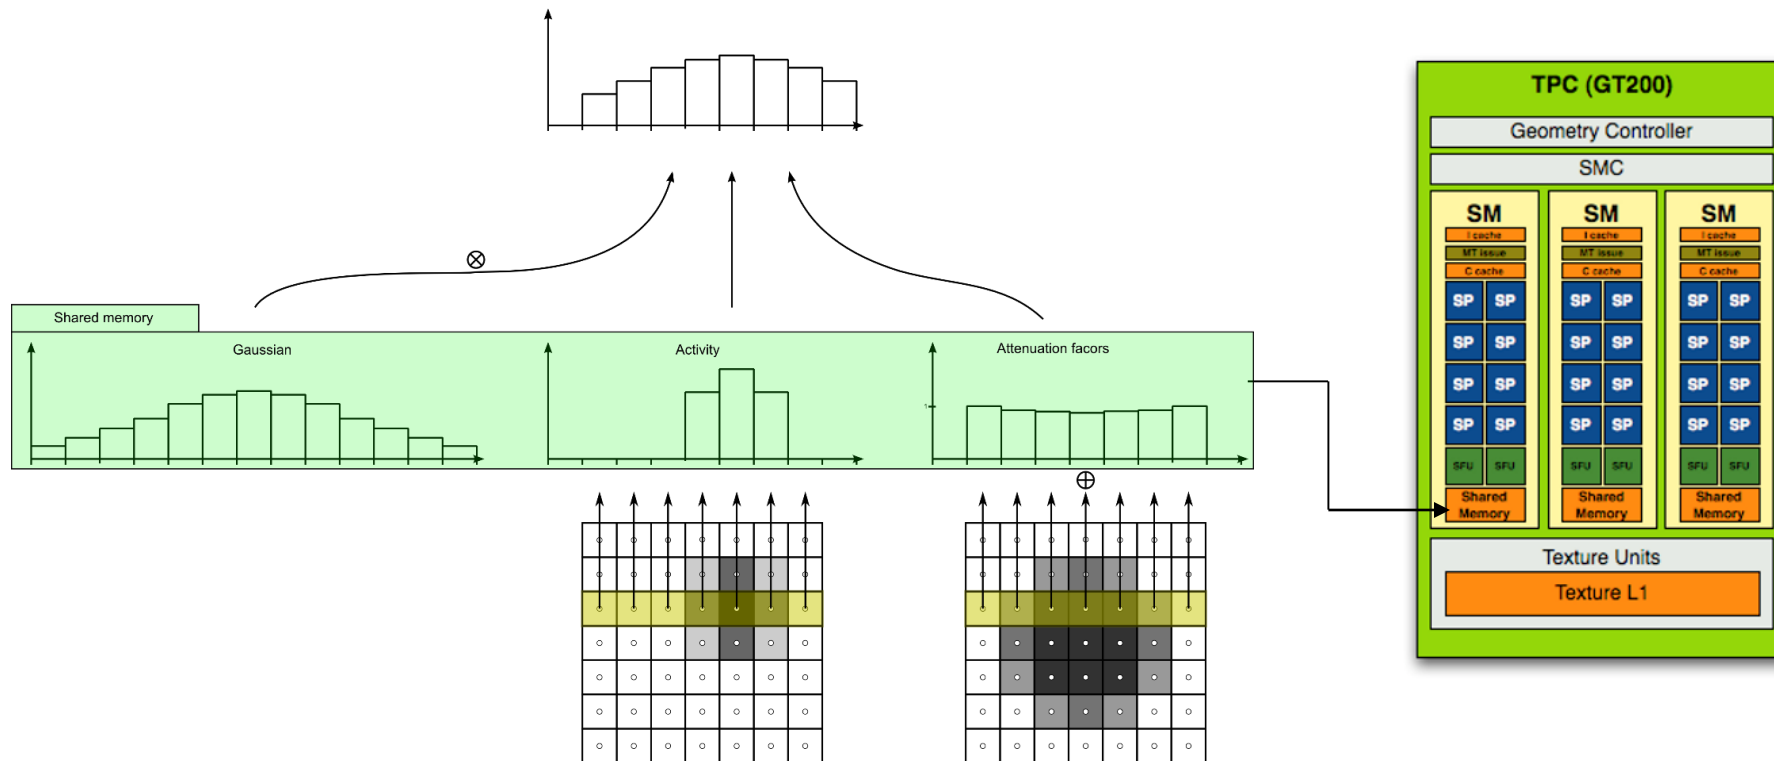 TPC (GT200)
Geometry Controller
SMC
SM SM SM
I cache I cache I cache
MT issue MT issue MT issue
C cache C cache C cache
SP SP SP SP SP SP
SP SP SP SP SP SP
SP SP SP SP SP SP
SP SP SP SP SP SP
SFU SFU SFU SFU SFU SFU
Shared Shared Shared
Memory Memory Memory
Texture Units
Texture L1
Shared memory
Gaussian
Activity
Attenuation facors
1